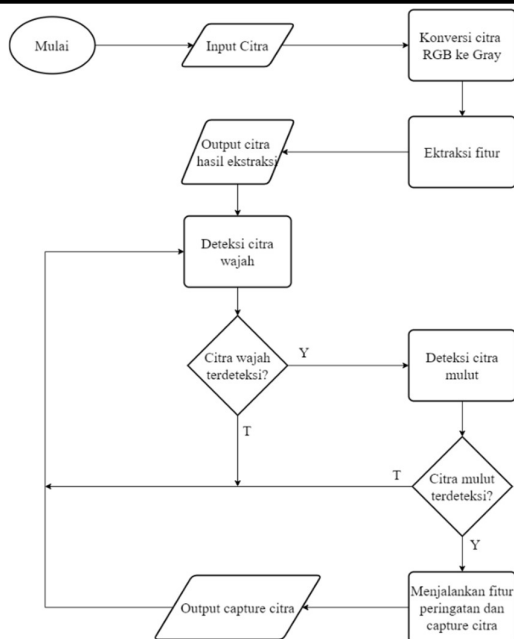 Mulai
Input Citra
Konversi citra
RGB ke Gray
Output citra
hasil ekstraksi
Ektraksi fitur
Deteksi citra
wajah
Citra wajah
terdeteksi?
Y
Deteksi citra
mulut
T
T
Citra mulut
terdeteksi?
Y
Output capture citra
Menjalankan fitur
peringatan dan
capture citra